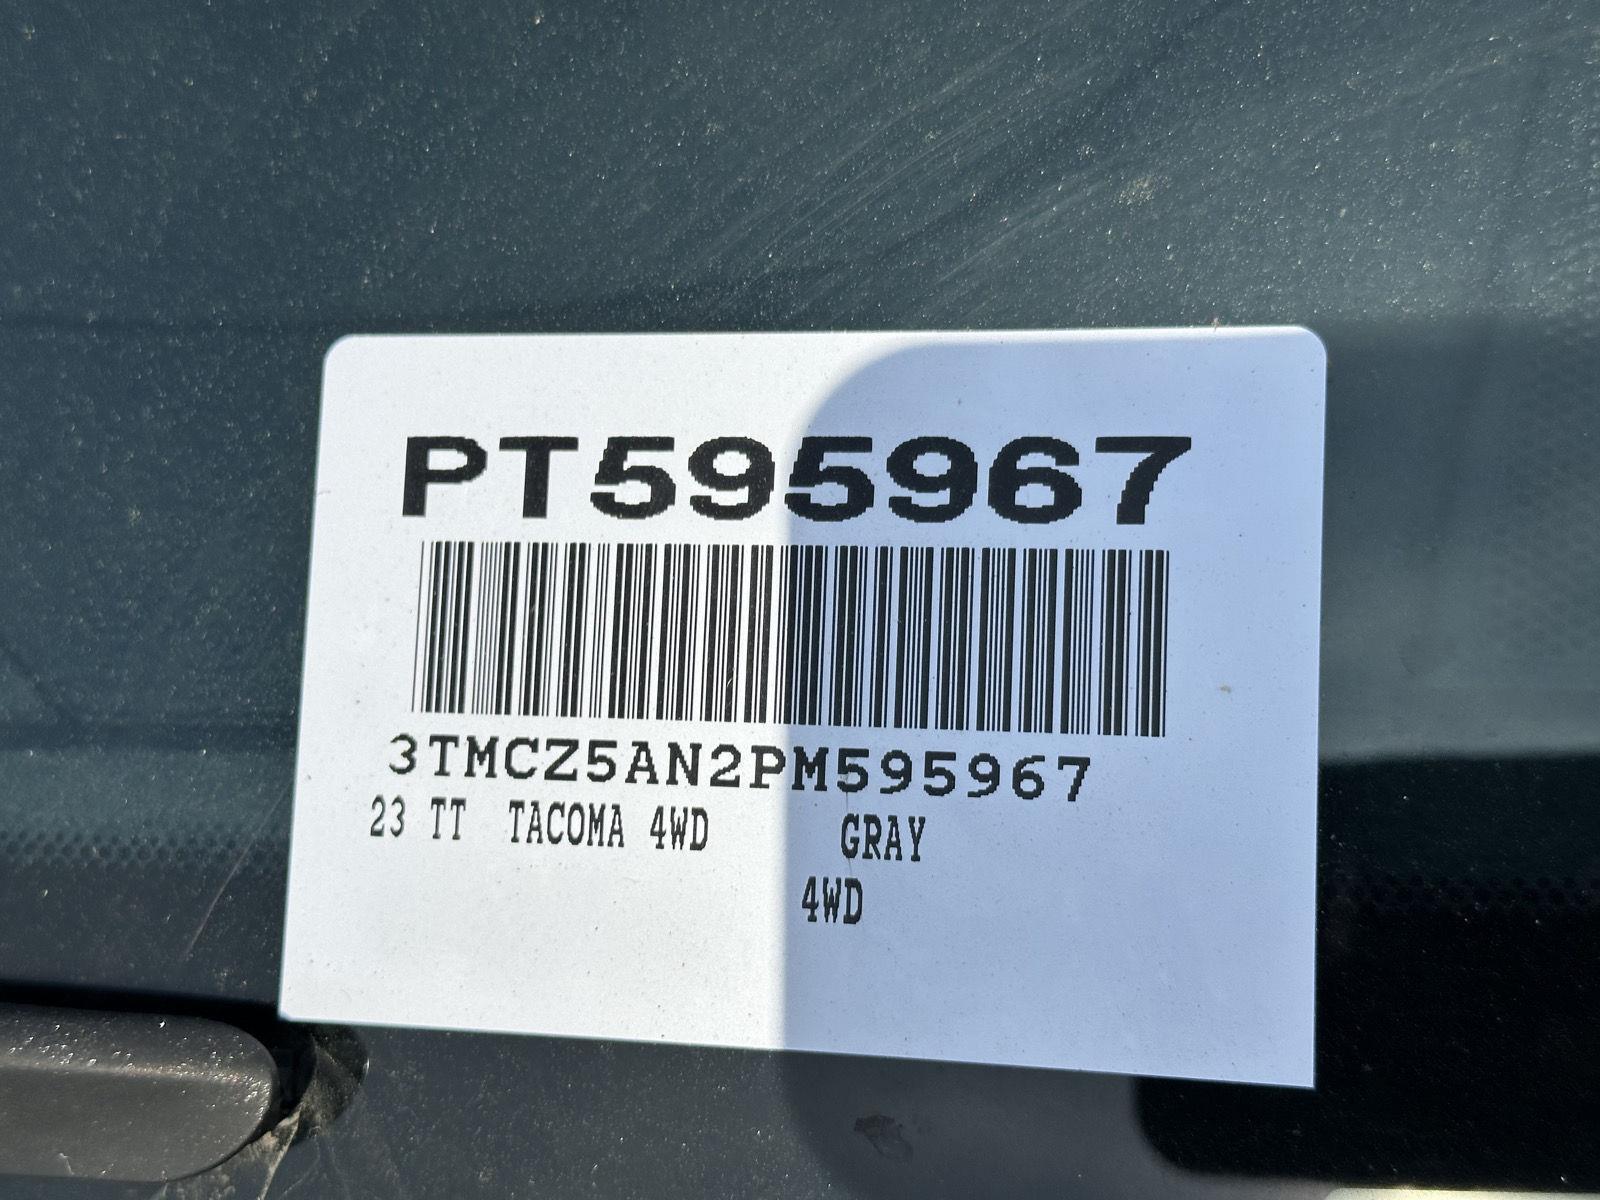 PT595967
3TMCZ5AN2PM595967
23 TT TACOMA 4WD GRAY
4WD